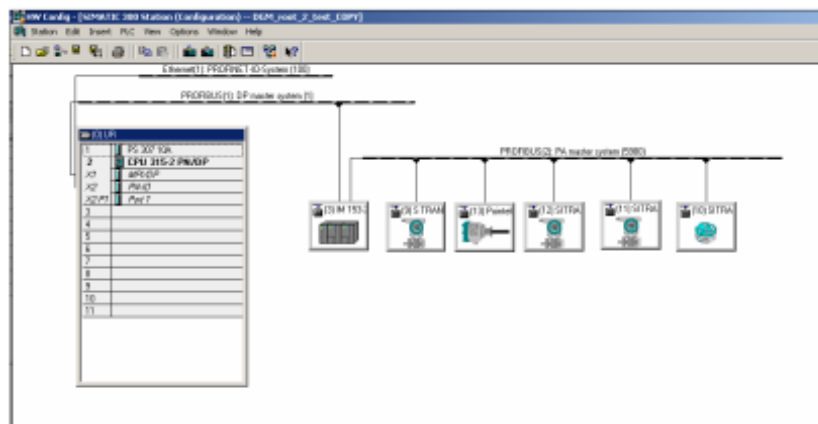 HW Config - [SIMATIC 300 Station (Configuration) -- DGM_root_2_test_COPY]
Station Edit Insert PLC View Options Window Help
Ethernet(1): PROFINET-IO-System (100)
PROFIBUS(1): DP master system (1)
(0) UR
1 PS 307 10A
2 CPU 315-2 PN/DP
X1 MPI/DP
X2 PN-IO
X2 P1 Port 1
3
4
5
6
7
8
9
10
11
PROFIBUS(2): PA master system
(3) IM 153-
(9) SITRAN
(13) Pointek
(12) SITRA
(11) SITRA
(10) SITRA